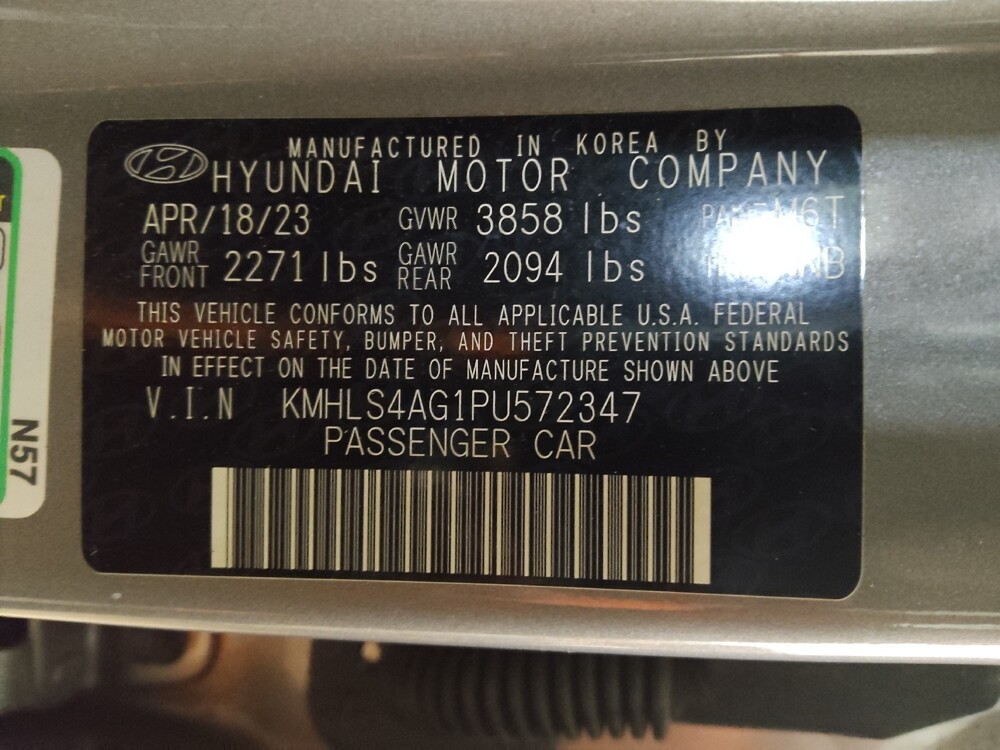 MANUFACTURED IN KOREA BY
HYUNDAI MOTOR COMPANY
APR/18/23 GVWR 3858 lbs M6T
GAWR FRONT 2271 lbs GAWR REAR 2094 lbs
THIS VEHICLE CONFORMS TO ALL APPLICABLE U.S.A. FEDERAL
MOTOR VEHICLE SAFETY, BUMPER, AND THEFT PREVENTION STANDARDS
IN EFFECT ON THE DATE OF MANUFACTURE SHOWN ABOVE
V.I.N KMHLS4AG1PU572347
PASSENGER CAR
N57